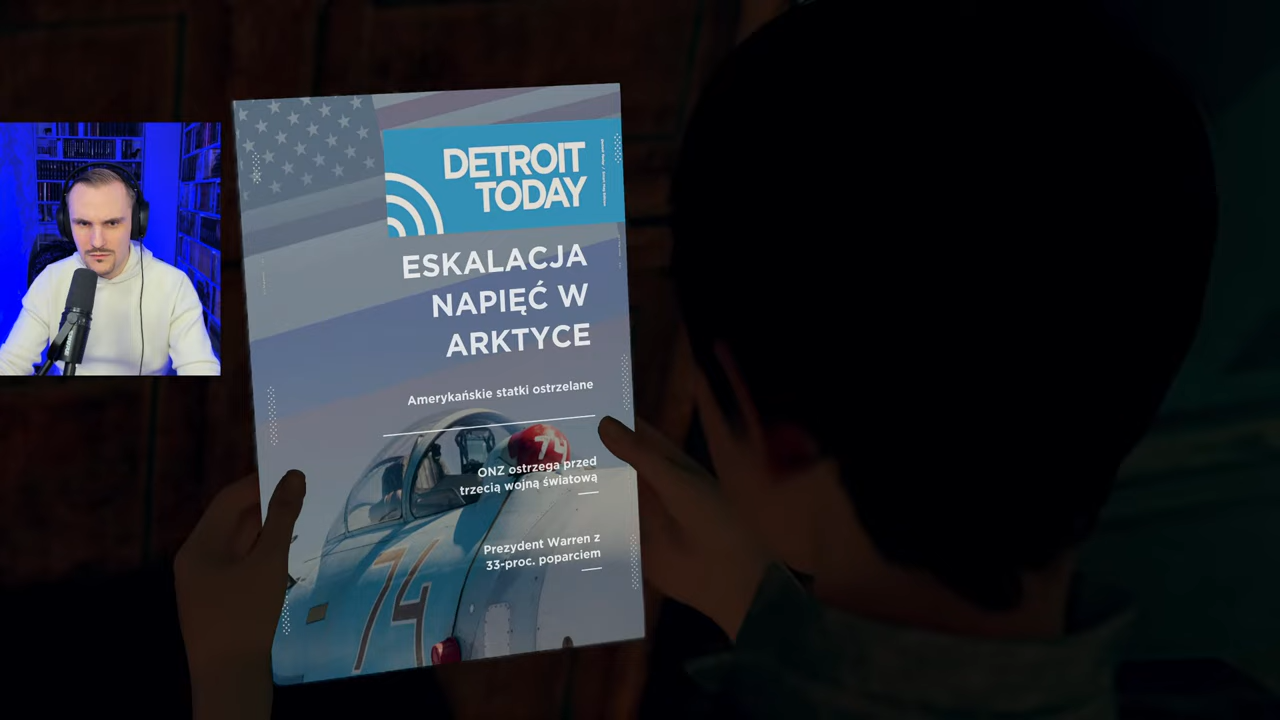 DETROIT
TODAY
ESKALACJA
NAPIĘĆ W
ARKTYCE
Amerykańskie statki ostrzelane
74
ONZ ostrzega przed
trzecią wojną światową
Prezydent Warren z
33-proc. poparciem
74